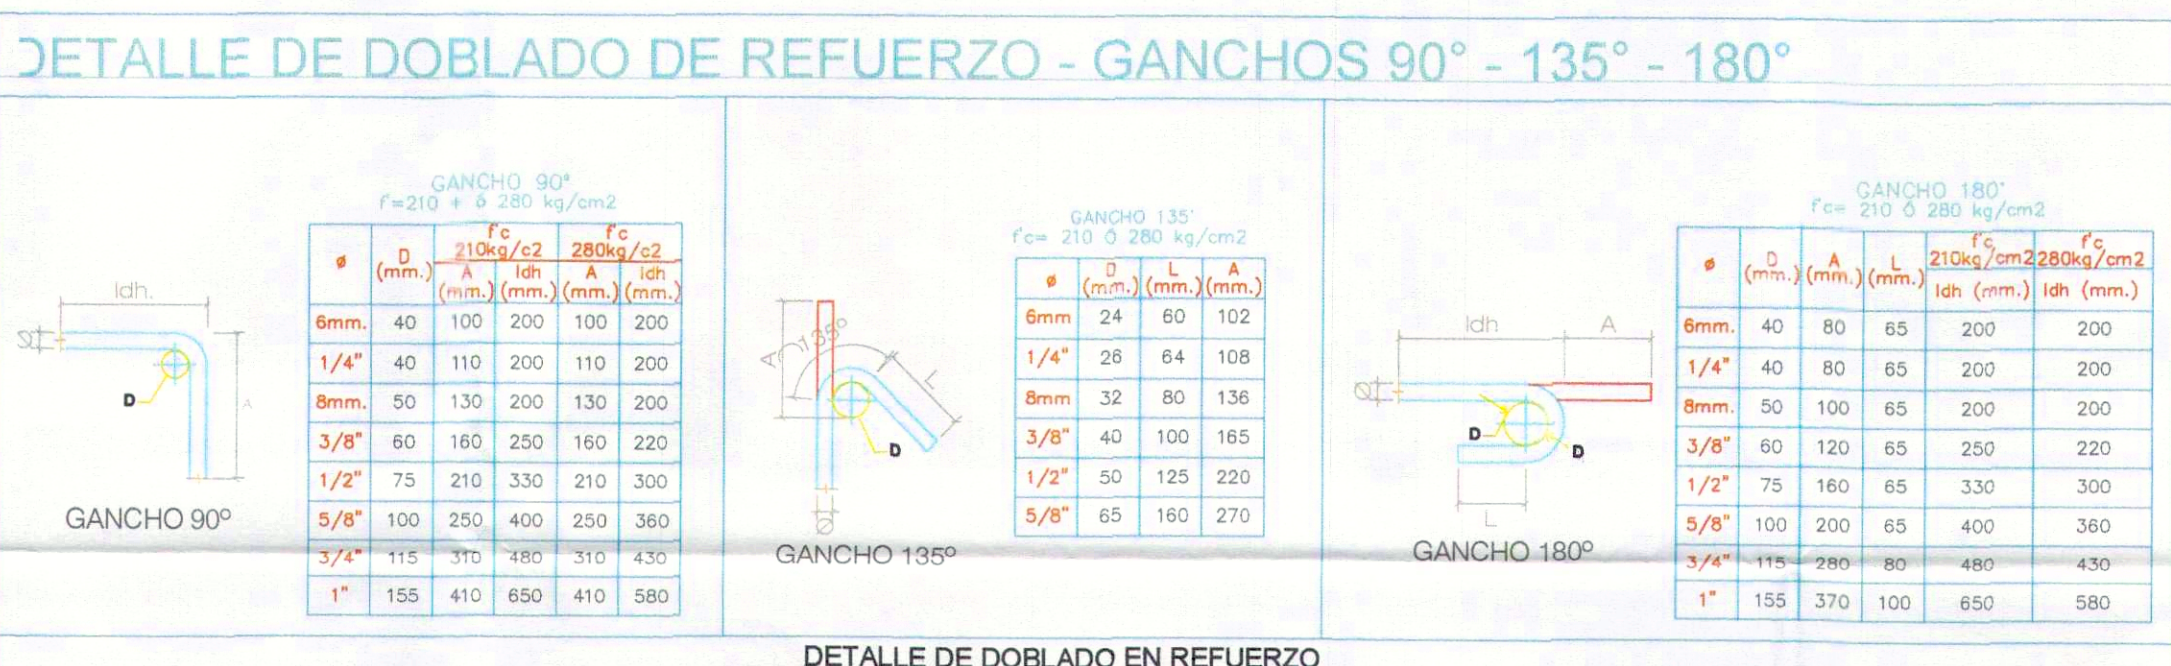 DETALLE DE DOBLADO DE REFUERZO - GANCHOS 90° - 135° - 180°
GANCHO 90°
f'=210 + ó 280 kg/cm2
ø D (mm.) f'c 210kg/c2 f'c 280kg/c2
A (mm.) ldh (mm.) A (mm.) ldh (mm.)
6mm. 40 100 200 100 200
1/4" 40 110 200 110 200
8mm. 50 130 200 130 200
3/8" 60 160 250 160 220
1/2" 75 210 330 210 300
5/8" 100 250 400 250 360
3/4" 115 310 480 310 430
1" 155 410 650 410 580
ldh.
Ø
D
A
GANCHO 90º
GANCHO 135°
f'c= 210 Ó 280 kg/cm2
ø D (mm.) L (mm.) A (mm.)
6mm 24 60 102
1/4" 26 64 108
8mm 32 80 136
3/8" 40 100 165
1/2" 50 125 220
5/8" 65 160 270
A
135º
L
D
Ø
GANCHO 135º
GANCHO 180°
f'c= 210 Ó 280 kg/cm2
ø D (mm.) A (mm.) L (mm.) f'c 210kg/cm2 f'c 280kg/cm2
ldh (mm.) ldh (mm.)
6mm. 40 80 65 200 200
1/4" 40 80 65 200 200
8mm. 50 100 65 200 200
3/8" 60 120 65 250 220
1/2" 75 160 65 330 300
5/8" 100 200 65 400 360
3/4" 115 280 80 480 430
1" 155 370 100 650 580
ldh A
Ø
D D
L
GANCHO 180º
DETALLE DE DOBLADO EN REFUERZO